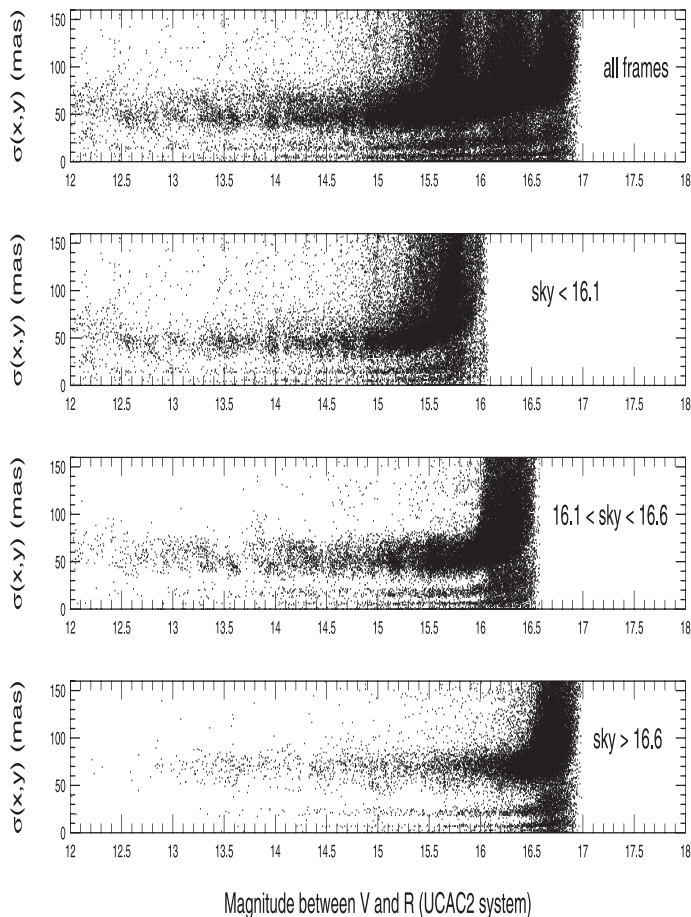 σ(x,y) (mas)
150
100
50
0
all frames
12 12.5 13 13.5 14 14.5 15 15.5 16 16.5 17 17.5 18
σ(x,y) (mas)
150
100
50
0
sky < 16.1
12 12.5 13 13.5 14 14.5 15 15.5 16 16.5 17 17.5 18
σ(x,y) (mas)
150
100
50
0
16.1 < sky < 16.6
12 12.5 13 13.5 14 14.5 15 15.5 16 16.5 17 17.5 18
σ(x,y) (mas)
150
100
50
0
sky > 16.6
12 12.5 13 13.5 14 14.5 15 15.5 16 16.5 17 17.5 18
Magnitude between V and R (UCAC2 system)